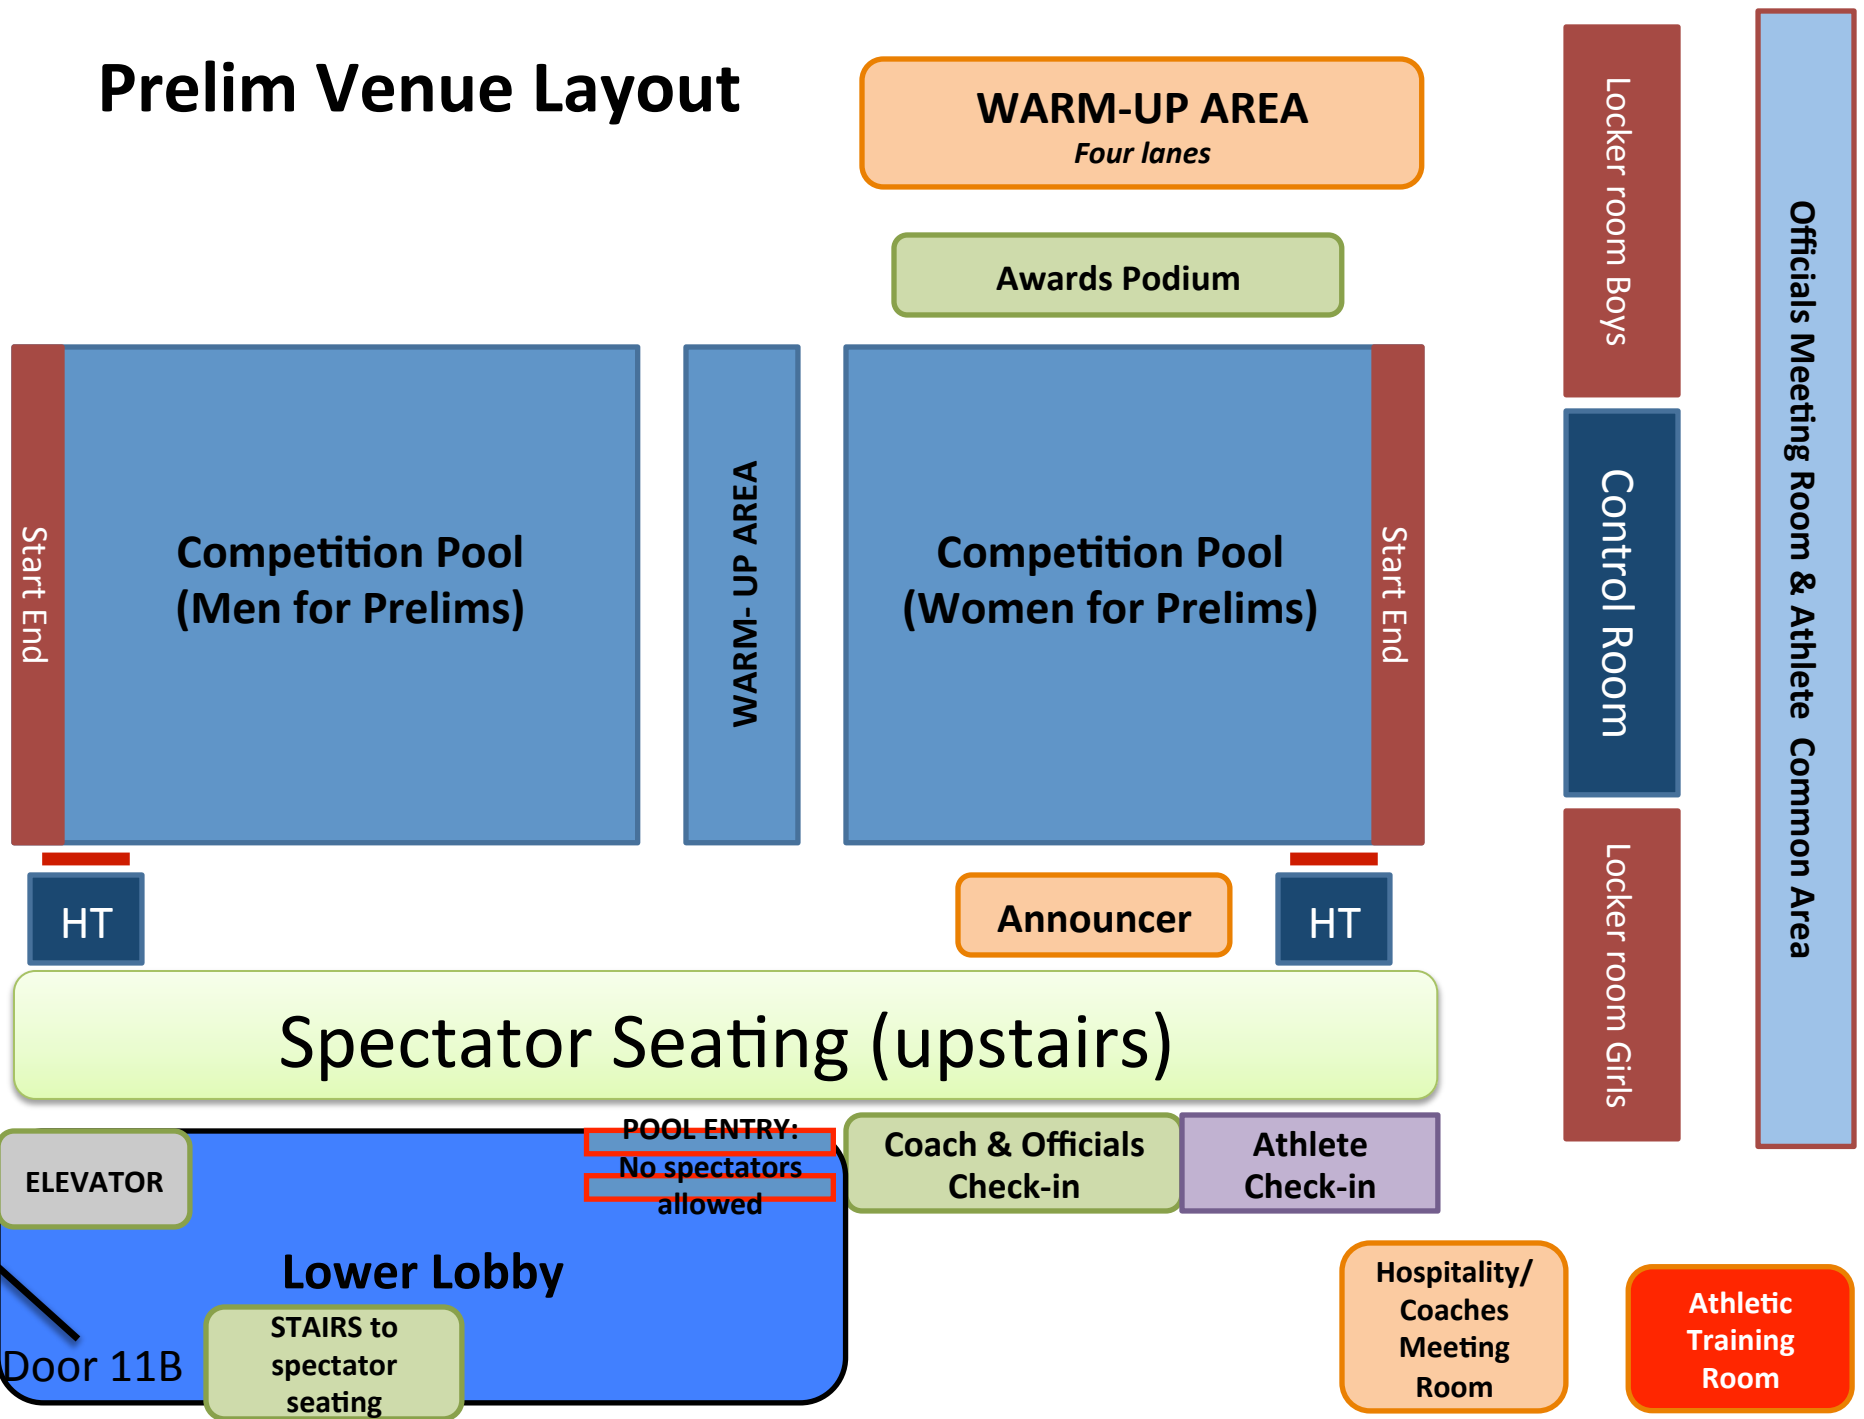 Prelim Venue Layout
WARM-UP AREA
Four lanes
Awards Podium
Start End
Competition Pool
(Men for Prelims)
WARM- UP AREA
Competition Pool
(Women for Prelims)
Start End
Locker room Boys
Control Room
Locker room Girls
Officials Meeting Room & Athlete Common Area
HT
Announcer
HT
Spectator Seating (upstairs)
ELEVATOR
POOL ENTRY:
No spectators
allowed
Coach & Officials
Check-in
Athlete
Check-in
Lower Lobby
Door 11B
STAIRS to
spectator
seating
Hospitality/
Coaches
Meeting
Room
Athletic
Training
Room